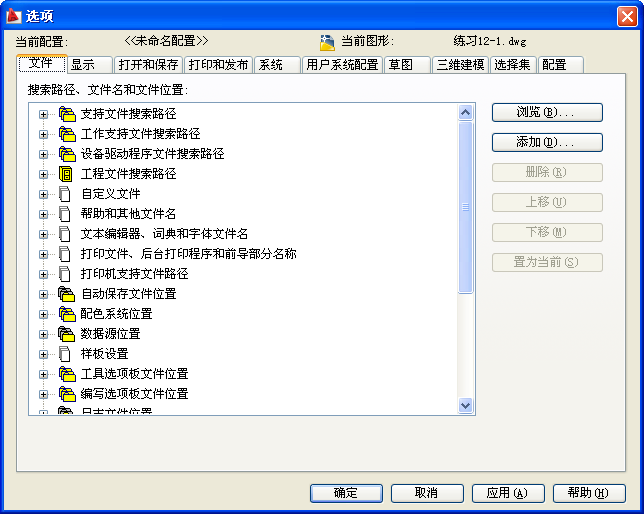 选项
当前配置: <<未命名配置>> 当前图形: 练习12-1.dwg
文件 显示 打开和保存 打印和发布 系统 用户系统配置 草图 三维建模 选择集 配置
搜索路径、文件名和文件位置:
支持文件搜索路径
工作支持文件搜索路径
设备驱动程序文件搜索路径
工程文件搜索路径
自定义文件
帮助和其他文件名
文本编辑器、词典和字体文件名
打印文件、后台打印程序和前导部分名称
打印机支持文件路径
自动保存文件位置
配色系统位置
数据源位置
样板设置
工具选项板文件位置
编写选项板文件位置
日志文件位置
浏览(B)...
添加(D)...
删除(R)
上移(U)
下移(M)
置为当前(S)
确定 取消 应用(A) 帮助(H)